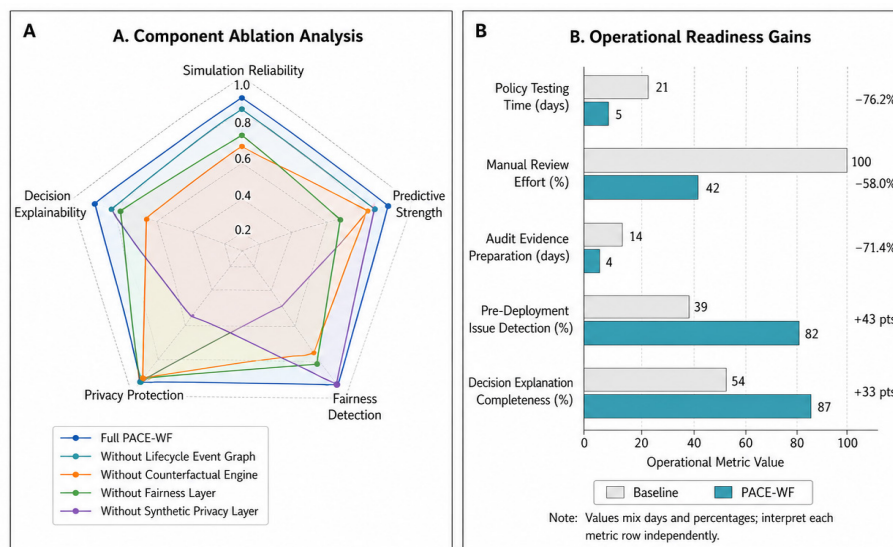 A
A. Component Ablation Analysis
Simulation Reliability
1.0
0.8
0.6
0.4
0.2
Decision
Explainability
Predictive
Strength
Privacy Protection
Fairness
Detection
Full PACE-WF
Without Lifecycle Event Graph
Without Counterfactual Engine
Without Fairness Layer
Without Synthetic Privacy Layer
B
B. Operational Readiness Gains
Policy Testing
Time (days)
21
5
−76.2%
Manual Review
Effort (%)
100
42
−58.0%
Audit Evidence
Preparation (days)
14
4
−71.4%
Pre-Deployment
Issue Detection (%)
39
82
+43 pts
Decision Explanation
Completeness (%)
54
87
+33 pts
0 20 40 60 80 100
Operational Metric Value
Baseline PACE-WF
Note: Values mix days and percentages; interpret each
metric row independently.